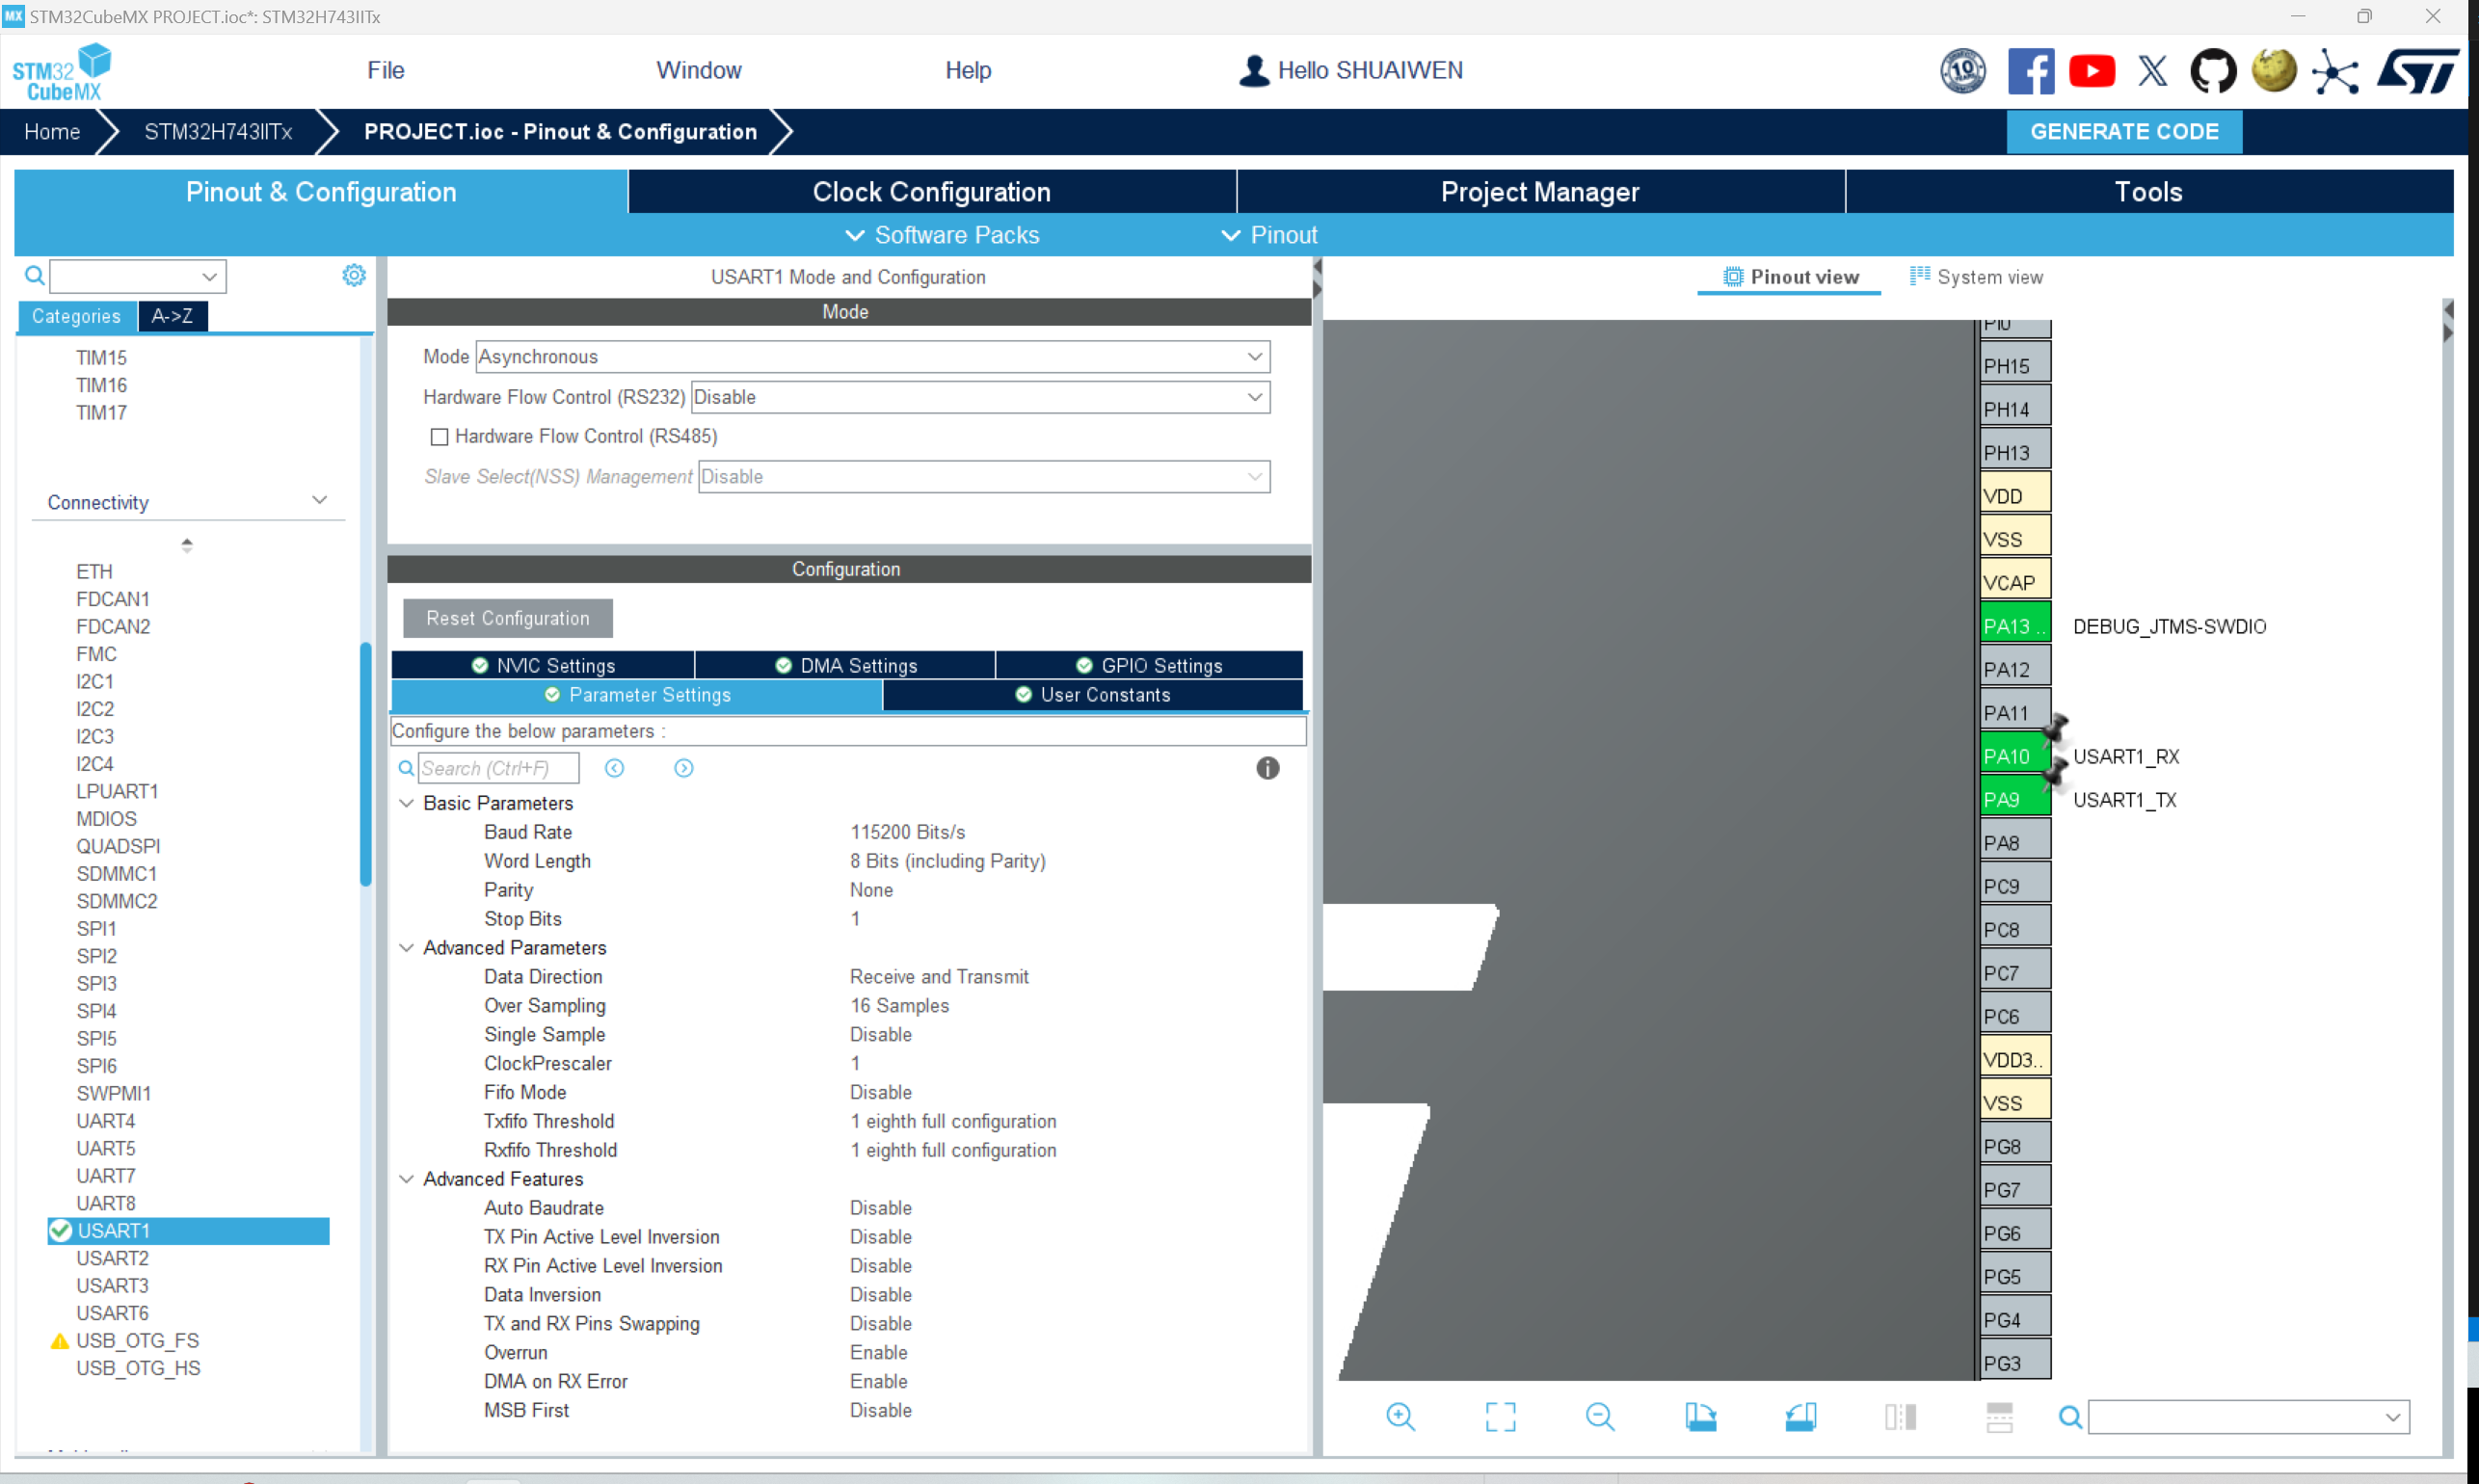 MX STM32CubeMX PROJECT.ioc*: STM32H743IITx
STM32
CubeMX
File
Window
Help
Hello SHUAIWEN
10
Home
STM32H743IITx
PROJECT.ioc - Pinout & Configuration
GENERATE CODE
Pinout & Configuration
Clock Configuration
Project Manager
Tools
Software Packs
Pinout
Categories
A->Z
TIM15
TIM16
TIM17
Connectivity
ETH
FDCAN1
FDCAN2
FMC
I2C1
I2C2
I2C3
I2C4
LPUART1
MDIOS
QUADSPI
SDMMC1
SDMMC2
SPI1
SPI2
SPI3
SPI4
SPI5
SPI6
SWPMI1
UART4
UART5
UART7
UART8
USART1
USART2
USART3
USART6
USB_OTG_FS
USB_OTG_HS
USART1 Mode and Configuration
Mode
Mode Asynchronous
Hardware Flow Control (RS232) Disable
Hardware Flow Control (RS485)
Slave Select(NSS) Management Disable
Configuration
Reset Configuration
NVIC Settings
DMA Settings
GPIO Settings
Parameter Settings
User Constants
Configure the below parameters :
Search (Ctrl+F)
Basic Parameters
Baud Rate 115200 Bits/s
Word Length 8 Bits (including Parity)
Parity None
Stop Bits 1
Advanced Parameters
Data Direction Receive and Transmit
Over Sampling 16 Samples
Single Sample Disable
ClockPrescaler 1
Fifo Mode Disable
Txfifo Threshold 1 eighth full configuration
Rxfifo Threshold 1 eighth full configuration
Advanced Features
Auto Baudrate Disable
TX Pin Active Level Inversion Disable
RX Pin Active Level Inversion Disable
Data Inversion Disable
TX and RX Pins Swapping Disable
Overrun Enable
DMA on RX Error Enable
MSB First Disable
Pinout view
System view
PI0
PH15
PH14
PH13
VDD
VSS
VCAP
PA13 .. DEBUG_JTMS-SWDIO
PA12
PA11
PA10 USART1_RX
PA9 USART1_TX
PA8
PC9
PC8
PC7
PC6
VDD3..
VSS
PG8
PG7
PG6
PG5
PG4
PG3